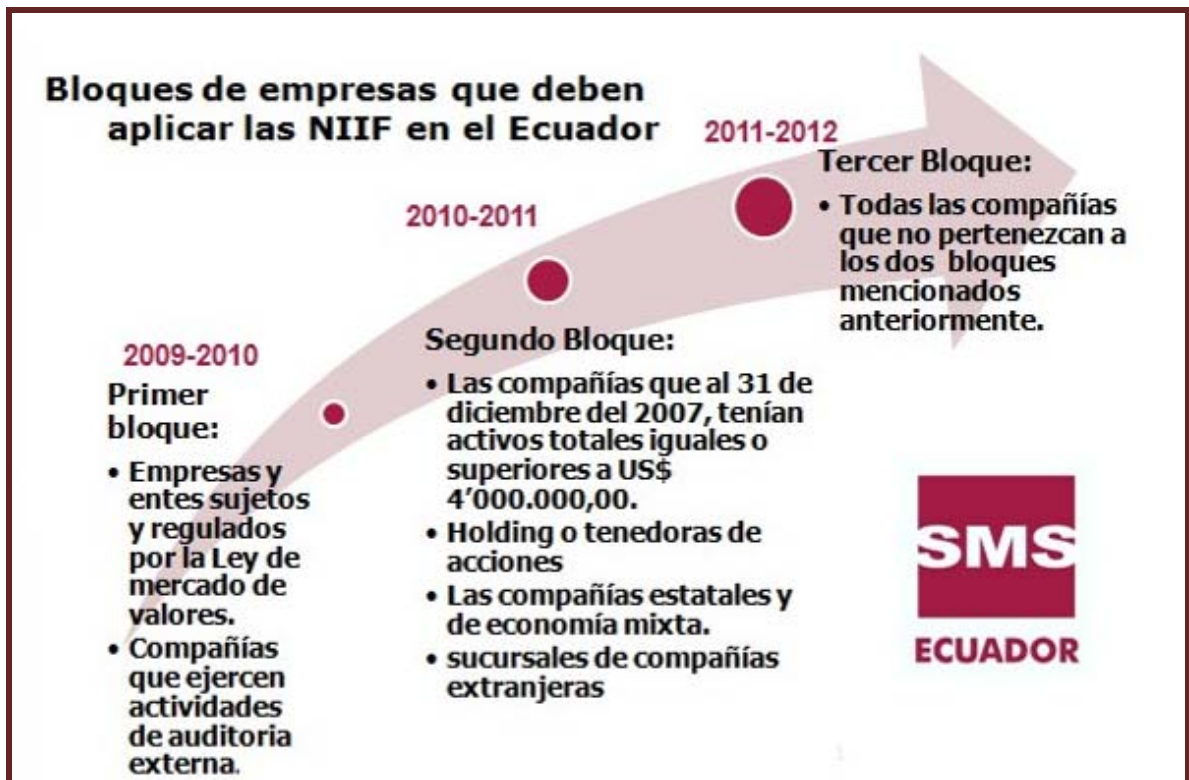 Bloques de empresas que deben
aplicar las NIIF en el Ecuador
2009-2010
Primer
bloque:
• Empresas y
entes sujetos
y regulados
por la Ley de
mercado de
valores.
• Compañías
que ejercen
actividades
de auditoria
externa.
2010-2011
Segundo Bloque:
• Las compañías que al 31 de
diciembre del 2007, tenían
activos totales iguales o
superiores a US$
4’000.000,00.
• Holding o tenedoras de
acciones
• Las compañías estatales y
de economía mixta.
• sucursales de compañías
extranjeras
2011-2012
Tercer Bloque:
• Todas las compañías
que no pertenezcan a
los dos bloques
mencionados
anteriormente.
SMS
ECUADOR